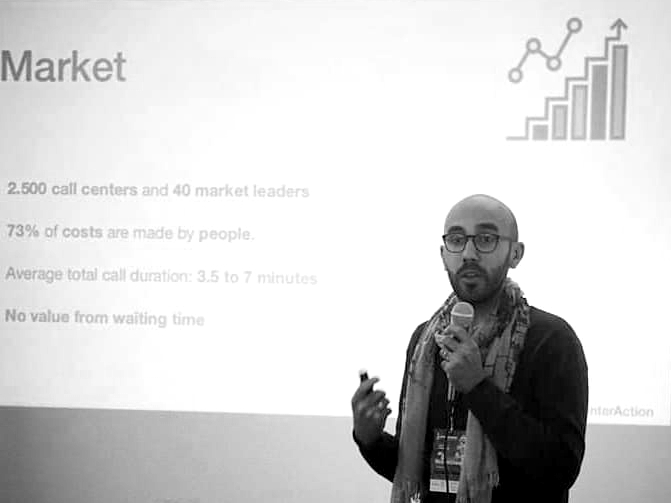 Market
2.500 call centers and 40 market leaders
73% of costs are made by people.
Average total call duration: 3.5 to 7 minutes
No value from waiting time
nterAction